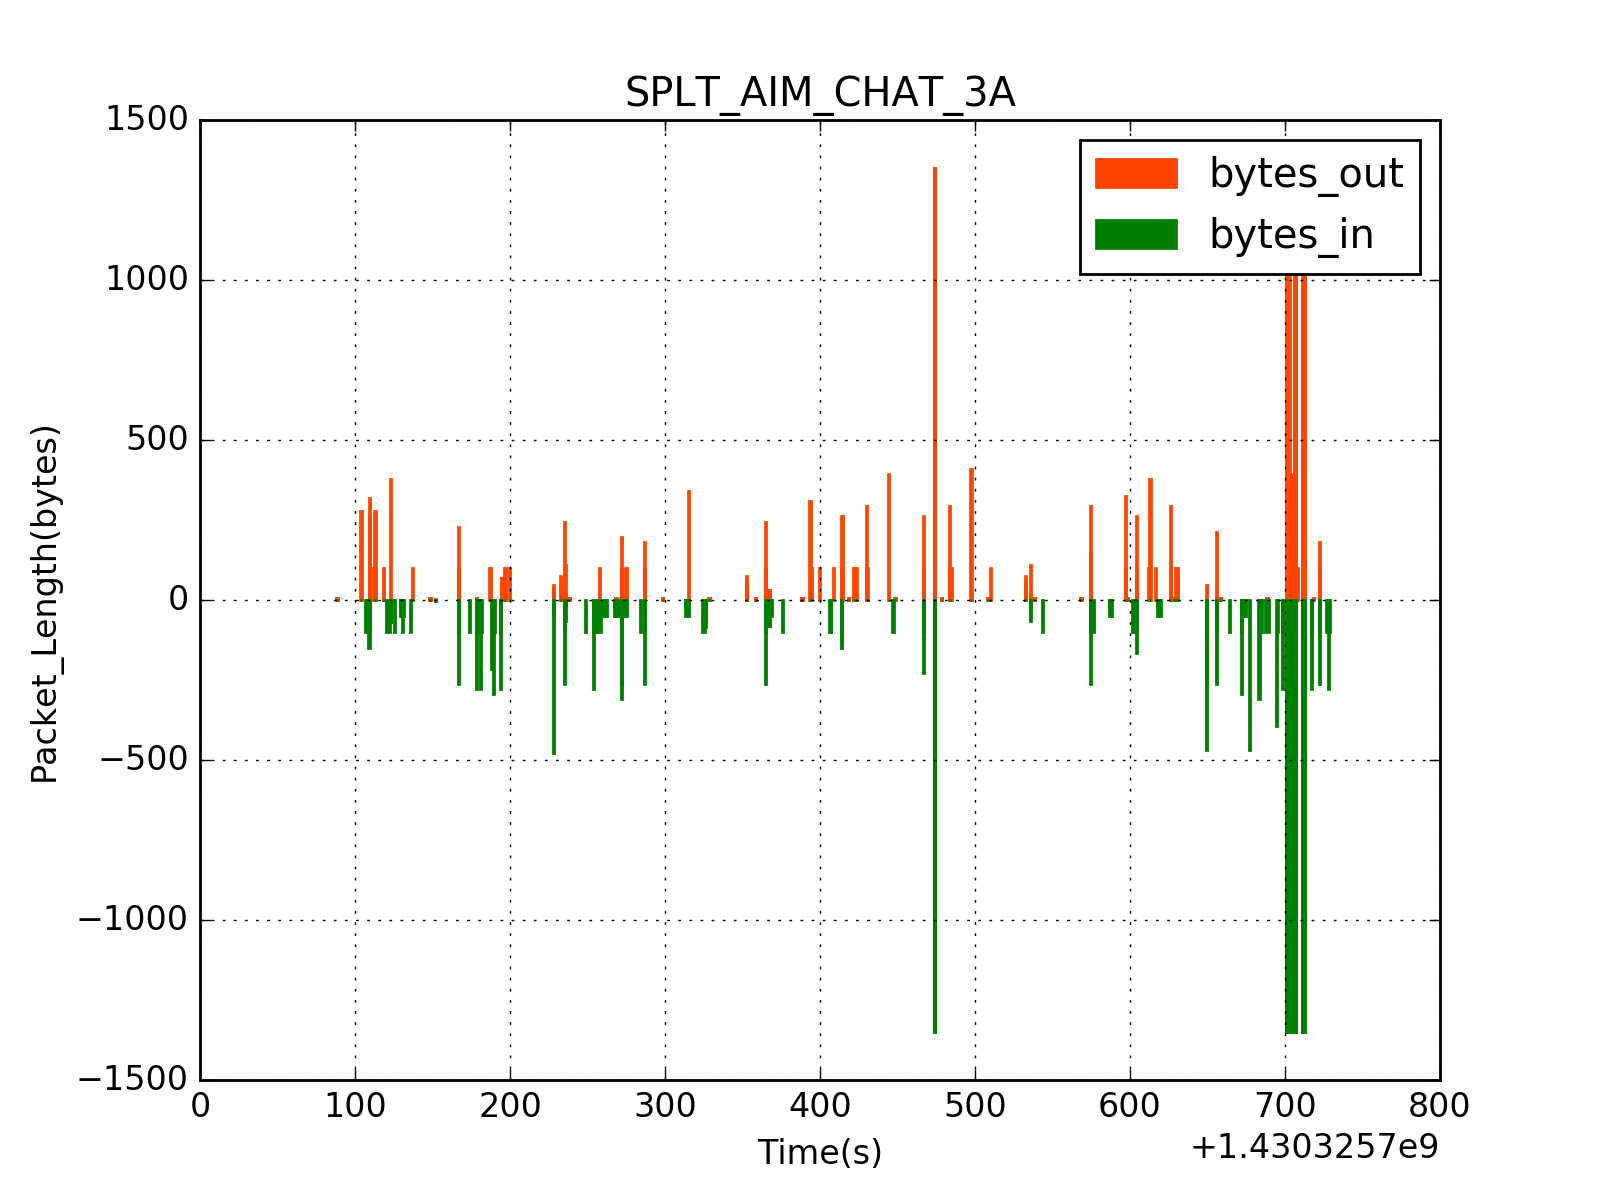 SPLT_AIM_CHAT_3A
1500
1000
500
0
−500
−1000
−1500
Packet_Length(bytes)
bytes_out
bytes_in
0 100 200 300 400 500 600 700 800
Time(s)
+1.4303257e9